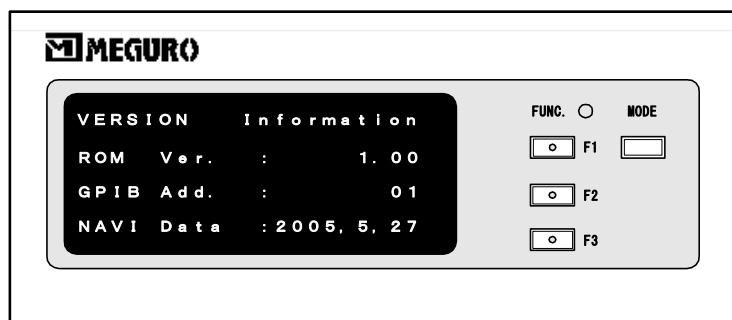 MEGURO
VERSION Information
ROM Ver. : 1. 00
GPIB Add. : 01
NAVI Data :2005, 5, 27
FUNC. MODE
F1
F2
F3